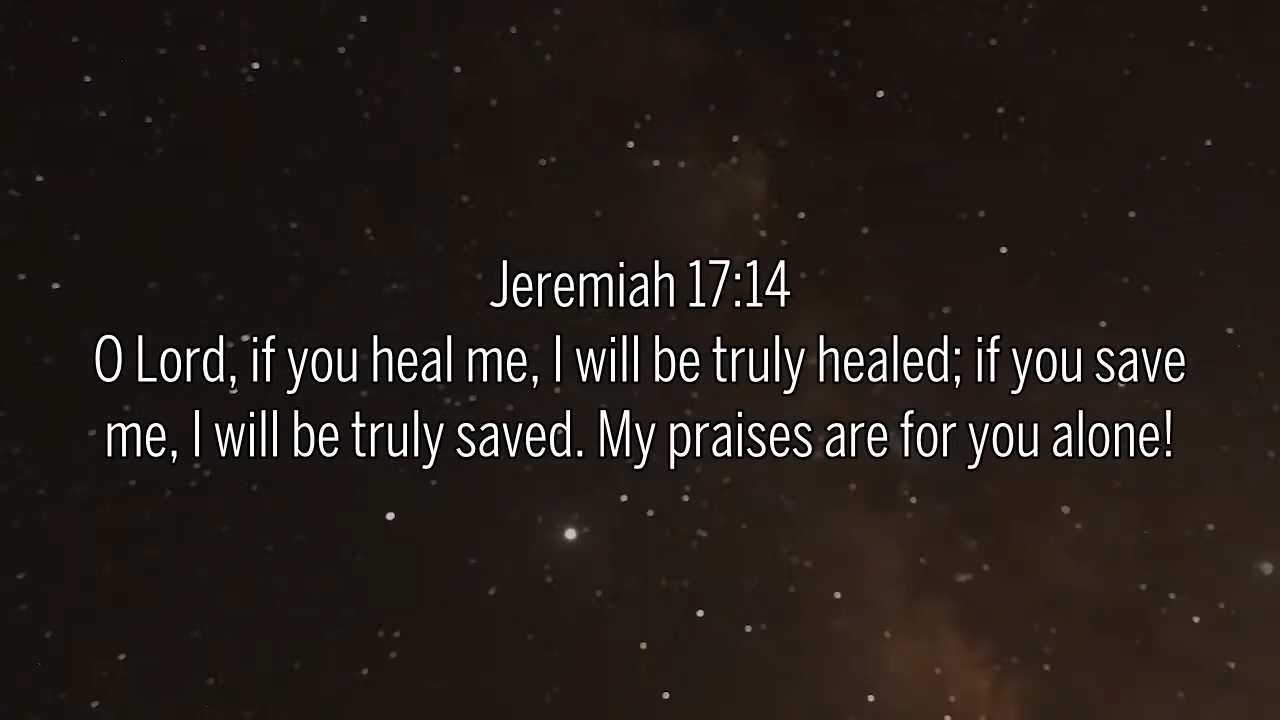 Jeremiah 17:14
O Lord, if you heal me, I will be truly healed; if you save
me, I will be truly saved. My praises are for you alone!